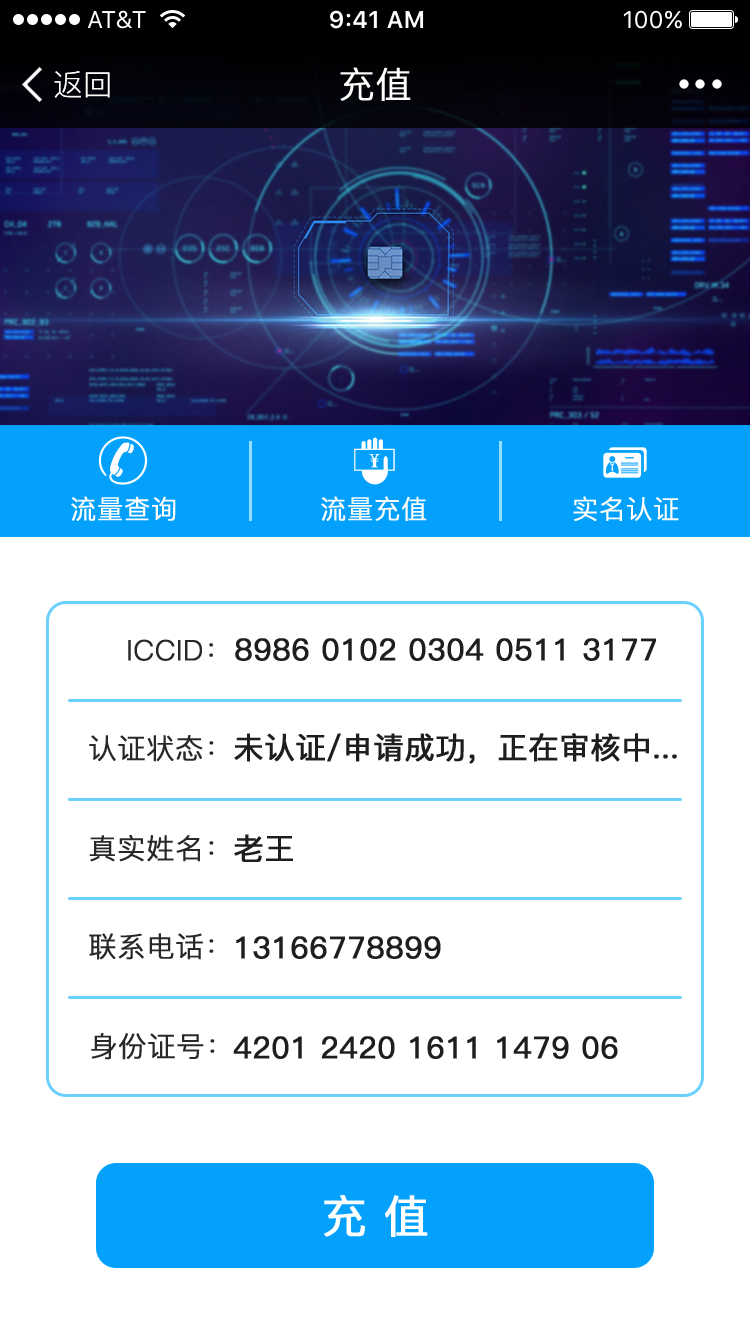 AT&T 9:41 AM 100%
返回 充值
流量查询 流量充值 实名认证
ICCID: 8986 0102 0304 0511 3177
认证状态: 未认证/申请成功，正在审核中...
真实姓名: 老王
联系电话: 13166778899
身份证号: 4201 2420 1611 1479 06
充 值